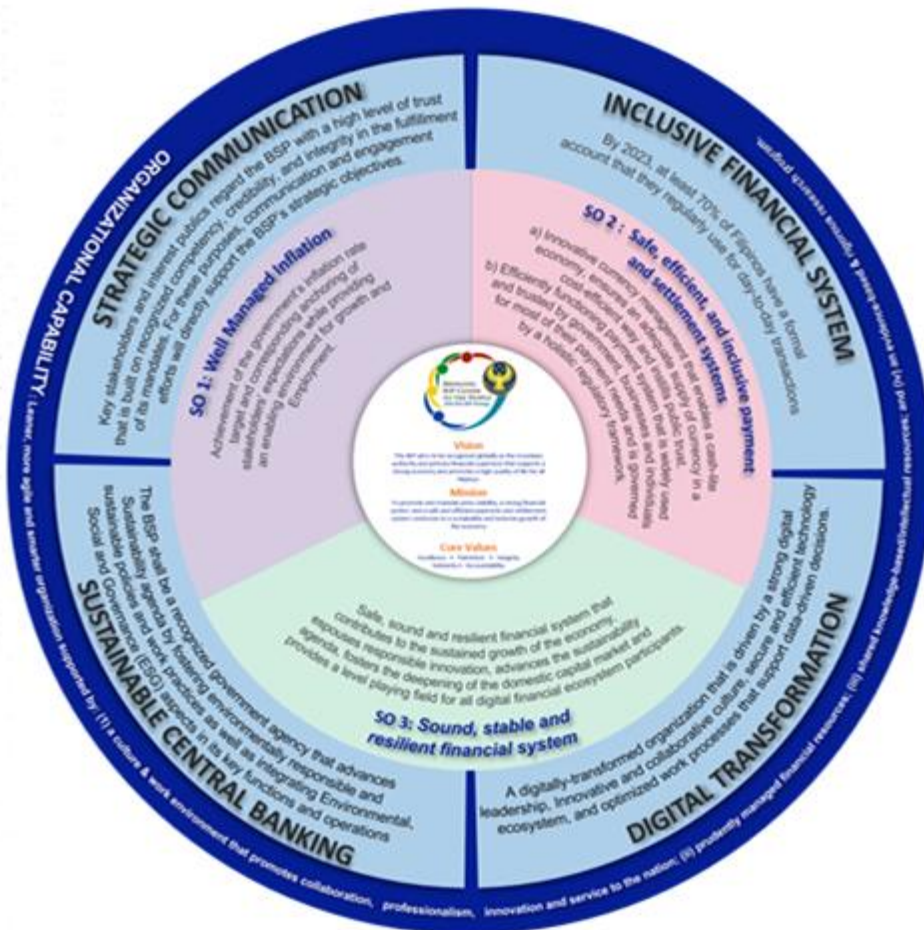 STRATEGIC COMMUNICATION
Key stakeholders and interest publics regard the BSP with a high level of trust
that is built on recognized competency, credibility, and integrity in the fulfillment
of its mandates. For these purposes, communication and engagement
efforts will directly support the BSP's strategic objectives.
INCLUSIVE FINANCIAL SYSTEM
By 2023, at least 70% of Filipinos have a formal
account that they regularly use for day-to-day transactions
SO 1: Well Managed Inflation
Achievement of the government's inflation rate
target and corresponding anchoring of
stakeholders' expectations while providing
an enabling environment for growth and
Employment
SO 2 : Safe, efficient, and inclusive payment
and settlement systems
a) Innovative currency management that enables a cash-lite
economy, ensures an adequate supply of currency in a
cost-efficient way and retains public trust.
b) Efficiently functioning payment system that is widely used
and trusted by government, businesses and individuals
for most of their payment needs and is governed
by a holistic regulatory framework.
Vision
Mission
Core Values
Safe, sound and resilient financial system that
contributes to the sustained growth of the economy,
espouses responsible innovation, advances the sustainability
agenda, fosters the deepening of the domestic capital market and
provides a level playing field for all digital financial ecosystem participants.
SO 3: Sound, stable and
resilient financial system
The BSP shall be a recognized government agency that advances
Sustainability agenda by fostering environmentally responsible and
sustainable policies and work practices as well as integrating Environmental,
Social and Governance (ESG) aspects in its key functions and operations
SUSTAINABLE CENTRAL BANKING
A digitally-transformed organization that is driven by a strong digital
leadership, Innovative and collaborative culture, secure and efficient technology
ecosystem, and optimized work processes that support data-driven decisions.
DIGITAL TRANSFORMATION
ORGANIZATIONAL CAPABILITY: Leaner, more agile and smarter organization supported by: (1) a culture & work environment that promotes collaboration, professionalism, innovation and service to the nation; (ii) prudently managed financial resources; (iii) shared knowledge-based/intellectual resources; and (iv) an evidence-based & rigorous research program.